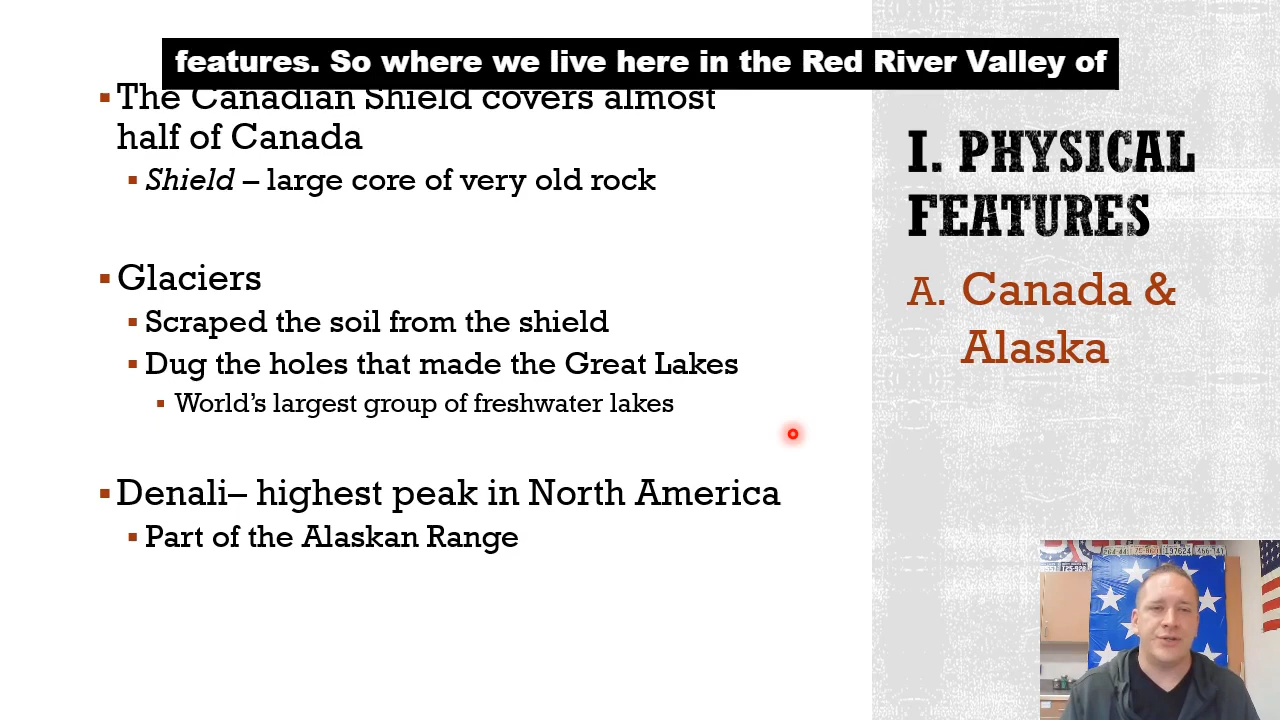 features. So where we live here in the Red River Valley of
The Canadian Shield covers almost
half of Canada
Shield – large core of very old rock
Glaciers
Scraped the soil from the shield
Dug the holes that made the Great Lakes
World's largest group of freshwater lakes
Denali– highest peak in North America
Part of the Alaskan Range
I. PHYSICAL
FEATURES
A. Canada &
Alaska
197624